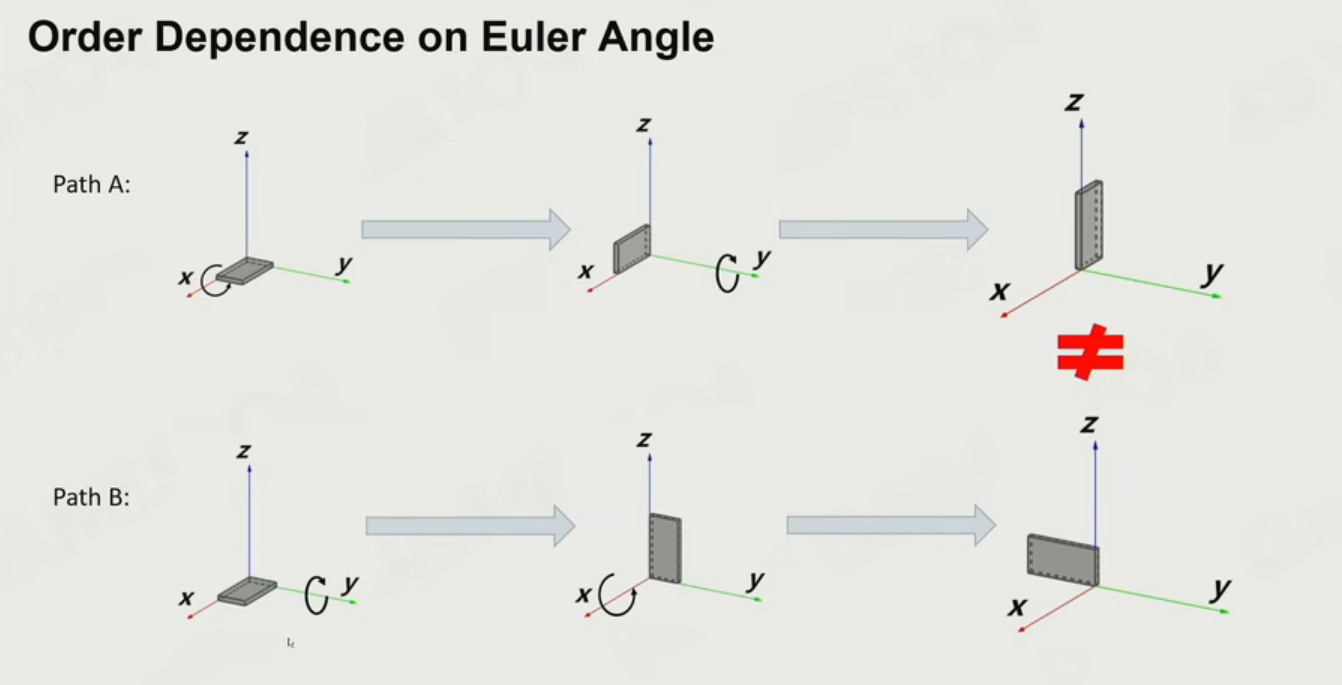 Order Dependence on Euler Angle
z
z
z
Path A:
x
y
x
y
x
y
≠
z
z
z
Path B:
x
y
x
y
x
y